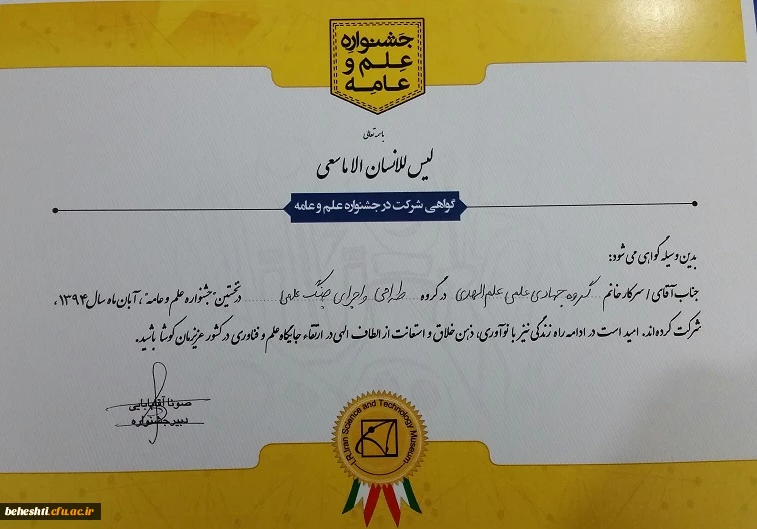 جشنواره
علم و
عامه
باسمه تعالی
لیس للانسان الا ما سعی
گواهی شرکت در جشنواره علم و عامه
بدین وسیله گواهی می شود:
جناب آقای / سرکار خانم ... گروه جهادی علمی علم الهدی در گروه ... طراحی و اجرای جنگ علمی ... در نخستین "جشنواره علم و عامه"، آبان ماه سال ۱۳۹۴،
شرکت کرده اند. امید است در ادامه راه زندگی نیز با نوآوری، ذهن خلاق و استعانت از الطاف الهی در ارتقاء جایگاه علم و فناوری در کشور عزیزمان کوشا باشید.
سونا آقابابایی
دبیر جشنواره
I.R.Iran Science and Technology Museum
beheshti.cfu.ac.ir